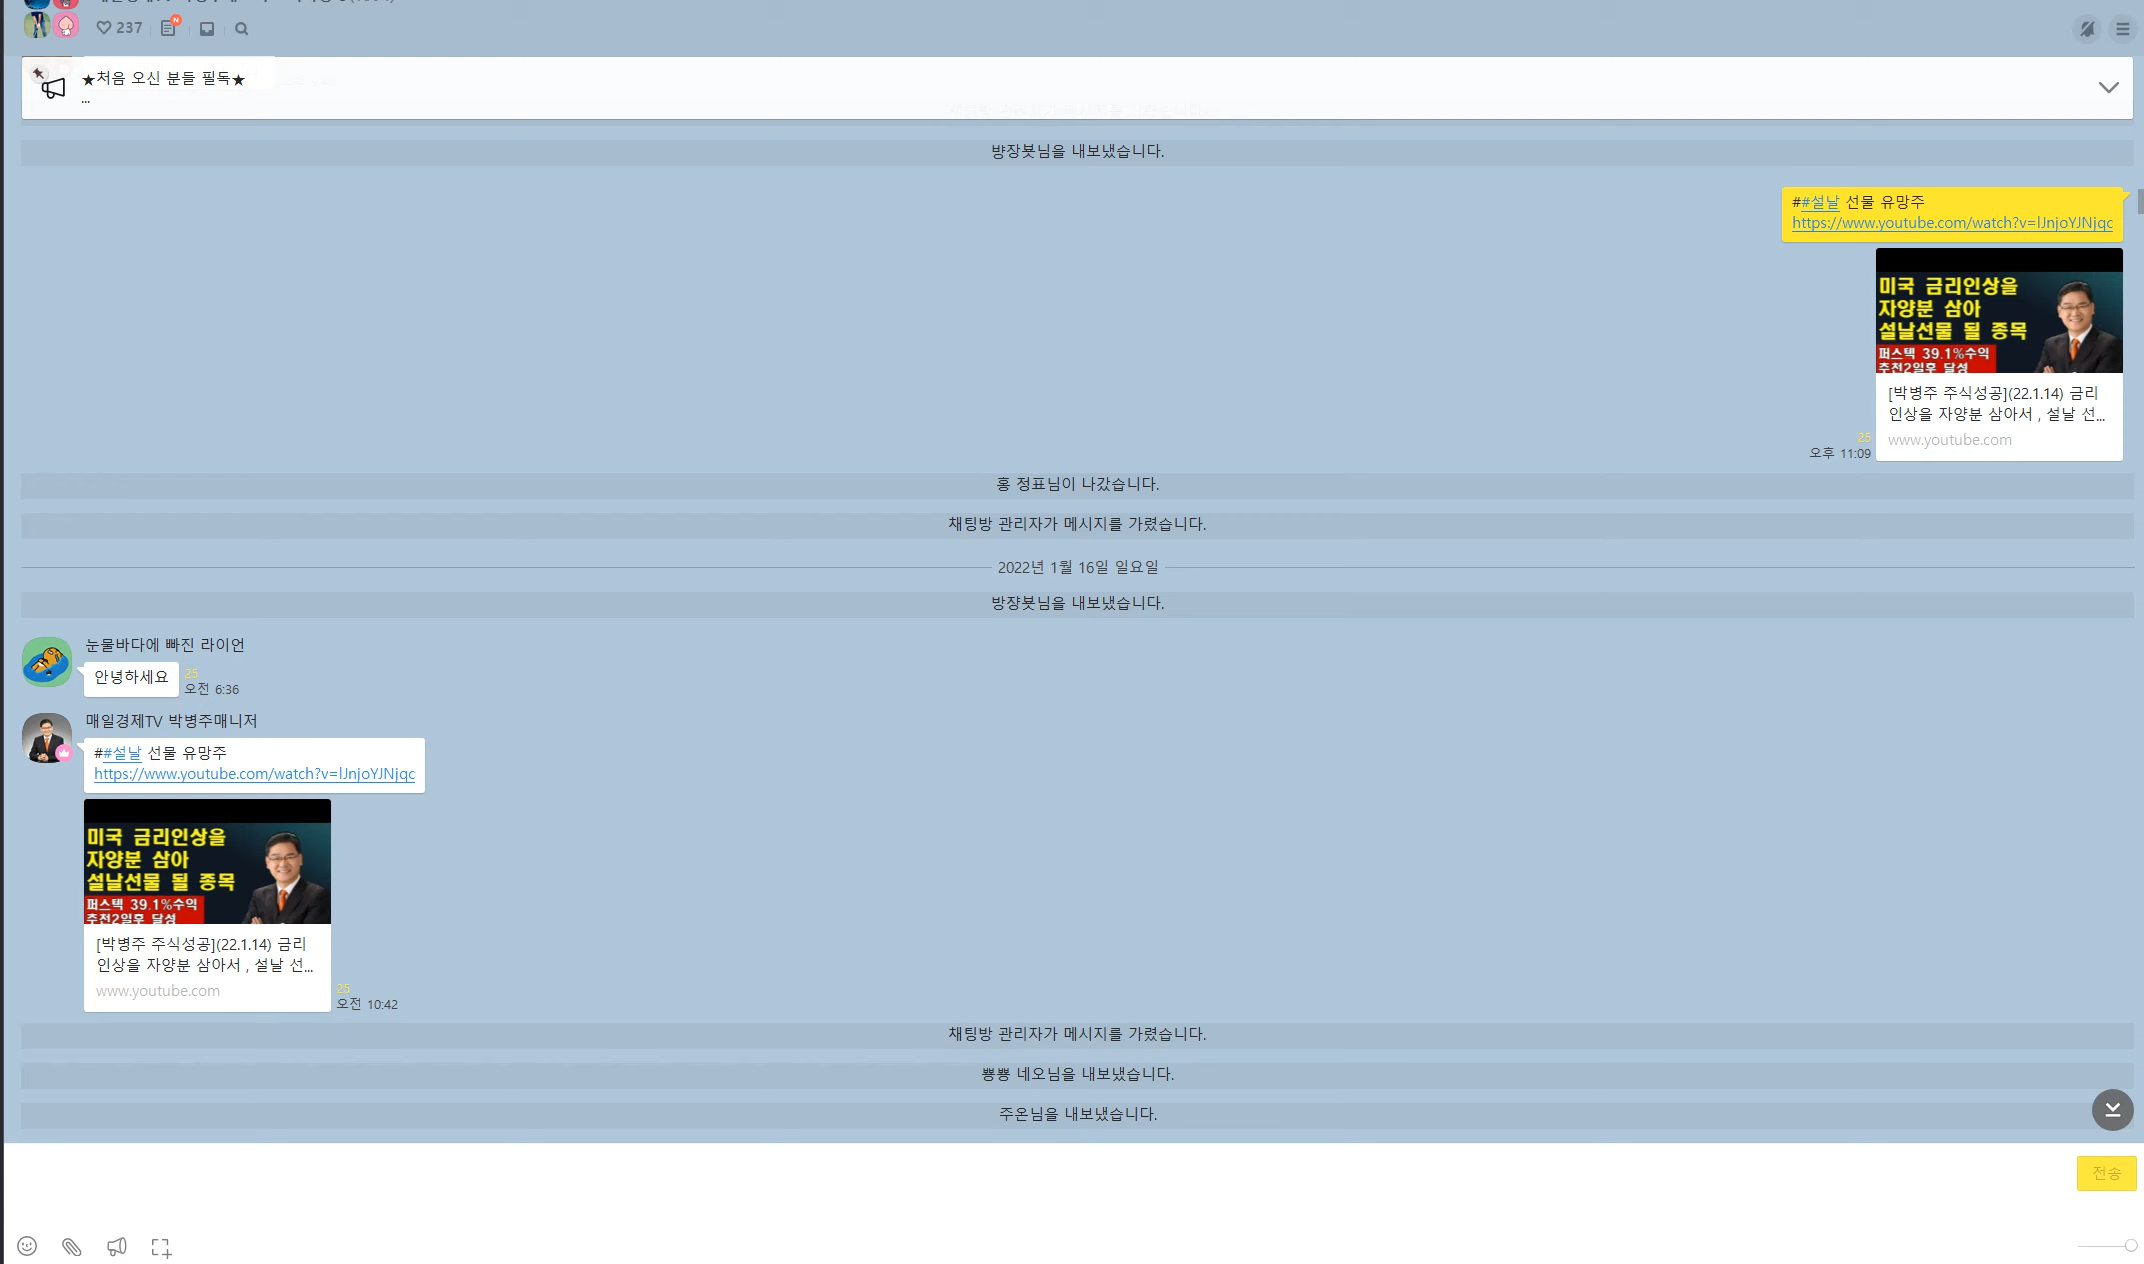 237
N
★처음 오신 분들 필독★
...
뱡장뵷님을 내보냈습니다.
##설날 선물 유망주
https://www.youtube.com/watch?v=lJnjoYJNjqc
미국 금리인상을
자양분 삼아
설날선물 될 종목
퍼스텍 39.1%수익
추천2일후 달성
[박병주 주식성공](22.1.14) 금리
인상을 자양분 삼아서 , 설날 선...
www.youtube.com
25
오후 11:09
홍 정표님이 나갔습니다.
채팅방 관리자가 메시지를 가렸습니다.
2022년 1월 16일 일요일
방쟝뵷님을 내보냈습니다.
눈물바다에 빠진 라이언
안녕하세요
25
오전 6:36
매일경제TV 박병주매니저
##설날 선물 유망주
https://www.youtube.com/watch?v=lJnjoYJNjqc
미국 금리인상을
자양분 삼아
설날선물 될 종목
퍼스텍 39.1%수익
추천2일후 달성
[박병주 주식성공](22.1.14) 금리
인상을 자양분 삼아서 , 설날 선...
www.youtube.com
25
오전 10:42
채팅방 관리자가 메시지를 가렸습니다.
뿅뿅 네오님을 내보냈습니다.
주온님을 내보냈습니다.
전송